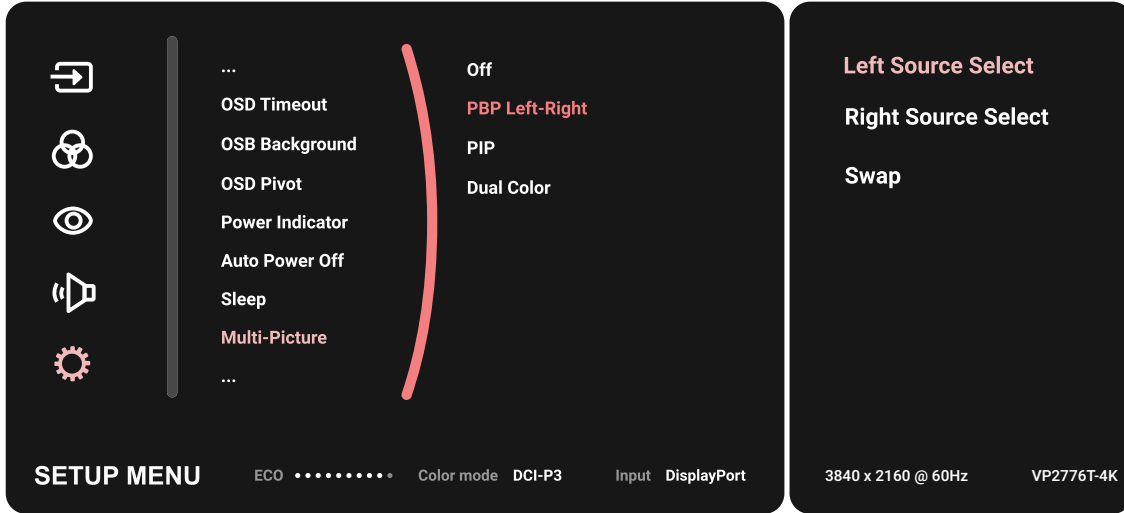 ...
OSD Timeout
OSB Background
OSD Pivot
Power Indicator
Auto Power Off
Sleep
Multi-Picture
...
Off
PBP Left-Right
PIP
Dual Color
Left Source Select
Right Source Select
Swap
SETUP MENU
ECO
Color mode DCI-P3
Input DisplayPort
3840 x 2160 @ 60Hz
VP2776T-4K